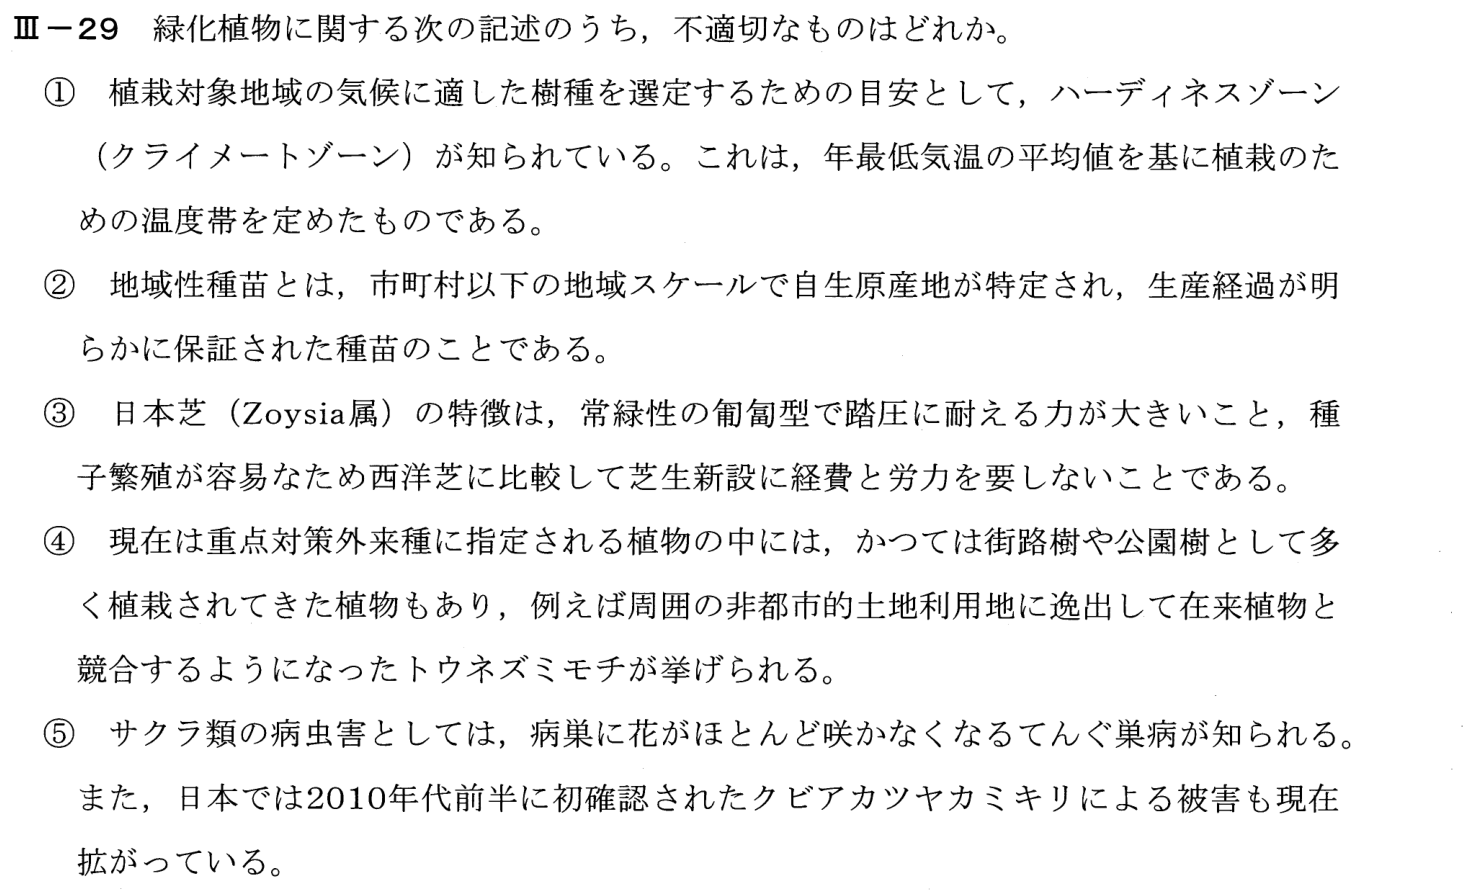 Ⅲ－29　緑化植物に関する次の記述のうち，不適切なものはどれか。
①　植栽対象地域の気候に適した樹種を選定するための目安として，ハーディネスゾーン
（クライメートゾーン）が知られている。これは，年最低気温の平均値を基に植栽のた
めの温度帯を定めたものである。
②　地域性種苗とは，市町村以下の地域スケールで自生原産地が特定され，生産経過が明
らかに保証された種苗のことである。
③　日本芝（Zoysia属）の特徴は，常緑性の匍匐型で踏圧に耐える力が大きいこと，種
子繁殖が容易なため西洋芝に比較して芝生新設に経費と労力を要しないことである。
④　現在は重点対策外来種に指定される植物の中には，かつては街路樹や公園樹として多
く植栽されてきた植物もあり，例えば周囲の非都市的土地利用地に逸出して在来植物と
競合するようになったトウネズミモチが挙げられる。
⑤　サクラ類の病虫害としては，病巣に花がほとんど咲かなくなるてんぐ巣病が知られる。
また，日本では2010年代前半に初確認されたクビアカツヤカミキリによる被害も現在
拡がっている。